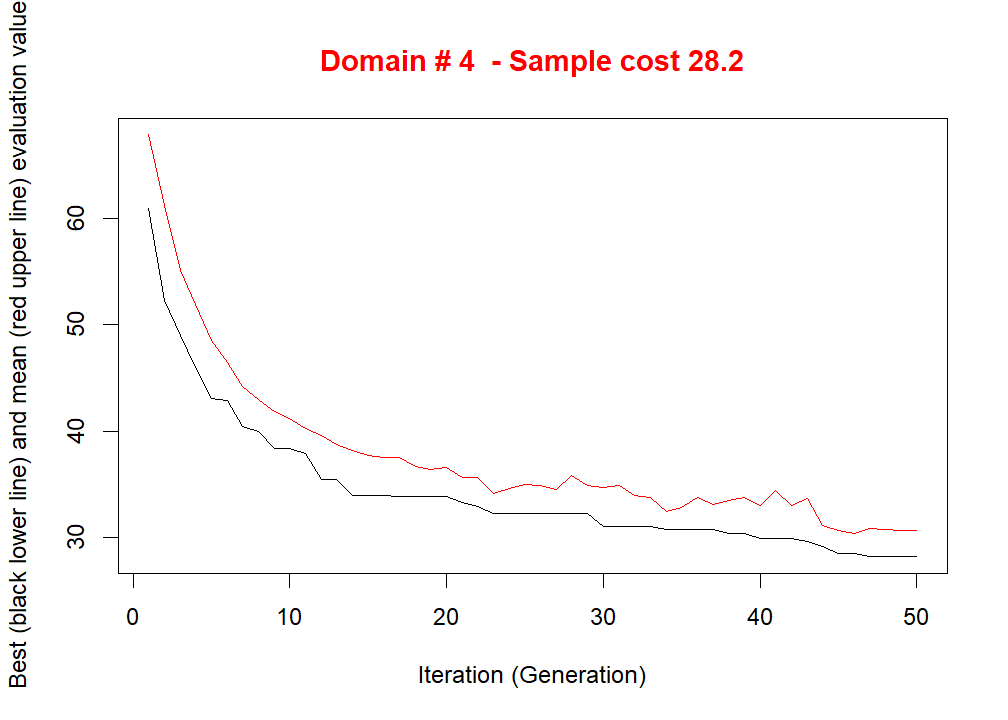 Domain # 4  - Sample cost 28.2
Best (black lower line) and mean (red upper line) evaluation value
60
50
40
30
0 10 20 30 40 50
Iteration (Generation)